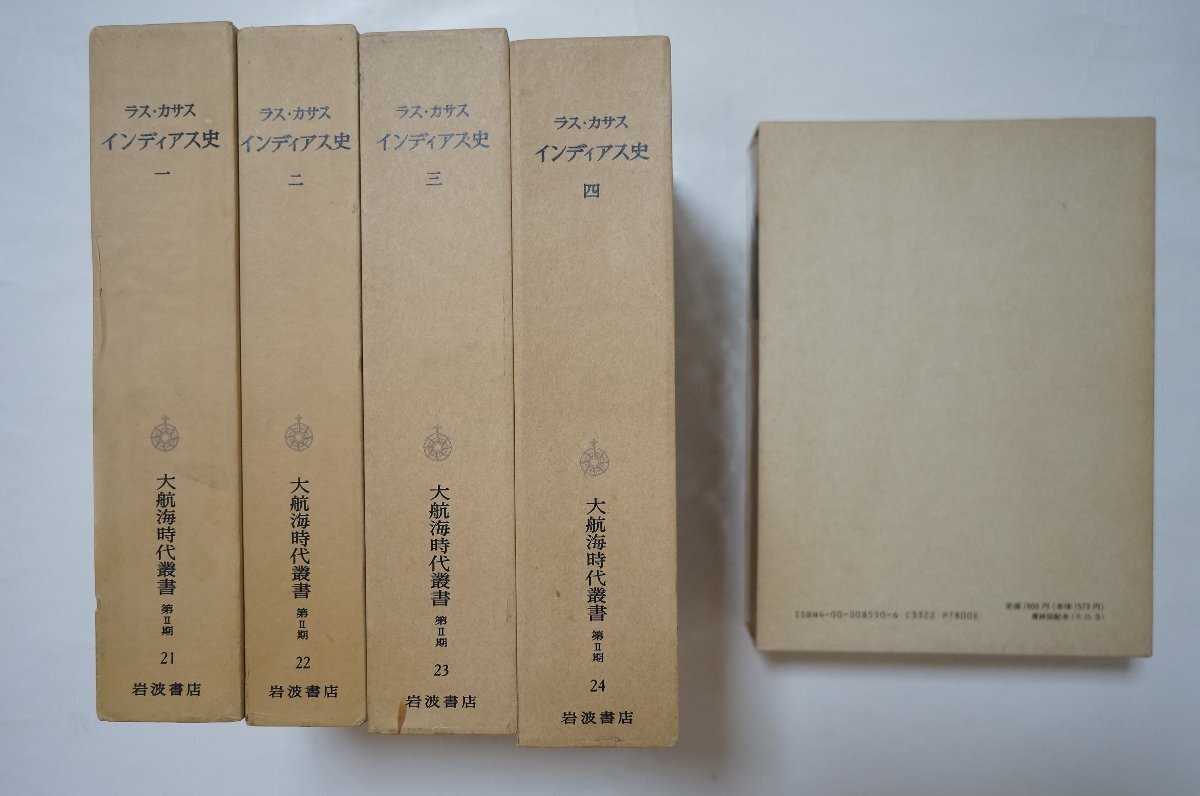 ラス・カサス
インディアス史
一
大航海時代叢書 第II期
21
岩波書店
ラス・カサス
インディアス史
二
大航海時代叢書 第II期
22
岩波書店
ラス・カサス
インディアス史
三
大航海時代叢書 第II期
23
岩波書店
ラス・カサス
インディアス史
四
大航海時代叢書 第II期
24
岩波書店
ISBN4-00-008550-6 C3322 P7800E